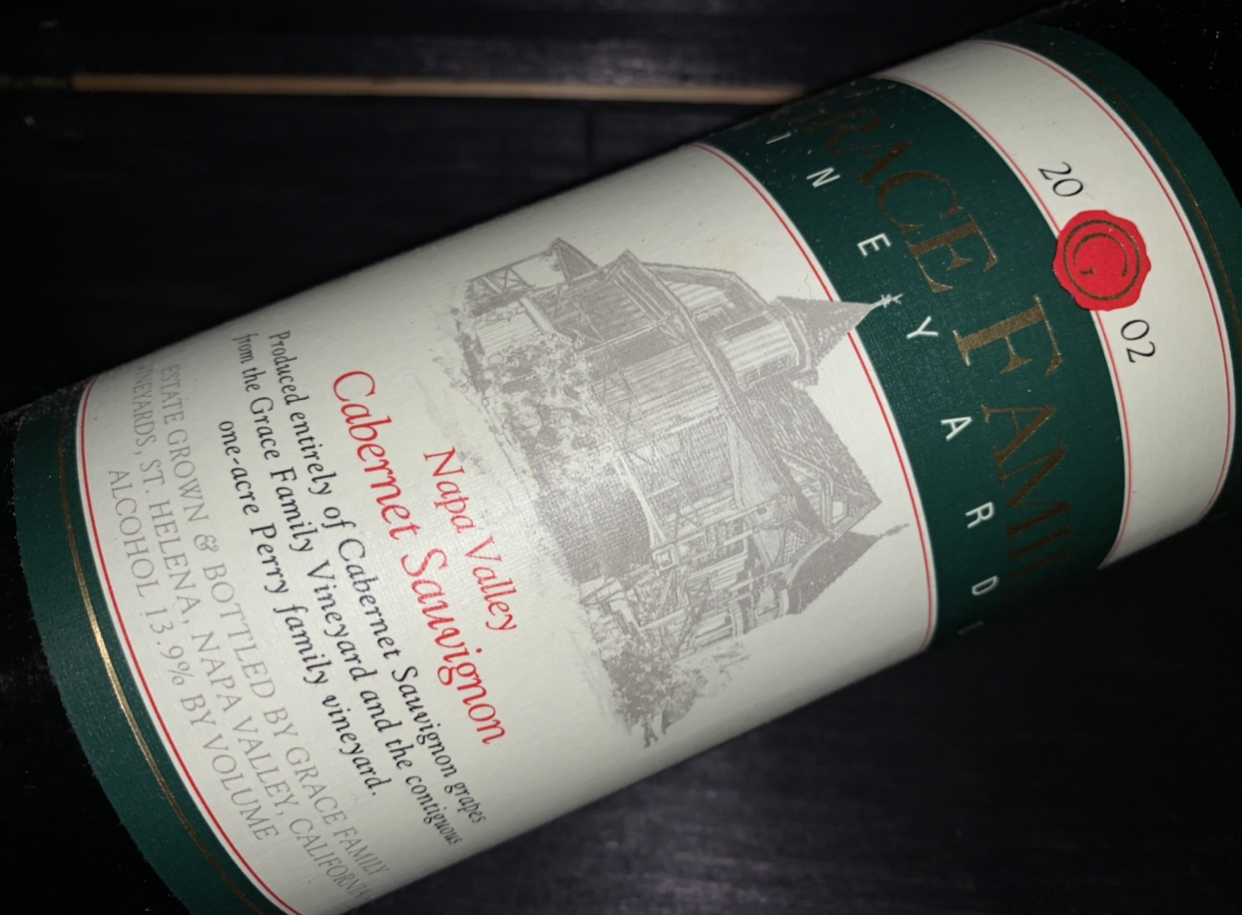 20 G 02
GRACE FAMIL
VINEYARDS
Napa Valley
Cabernet Sauvignon
Produced entirely of Cabernet Sauvignon grapes
from the Grace Family Vineyard and the contiguous
one-acre Perry family vineyard.
ESTATE GROWN & BOTTLED BY GRACE FAMILY
VINEYARDS, ST. HELENA, NAPA VALLEY, CALIFORNIA
ALCOHOL 13.9% BY VOLUME